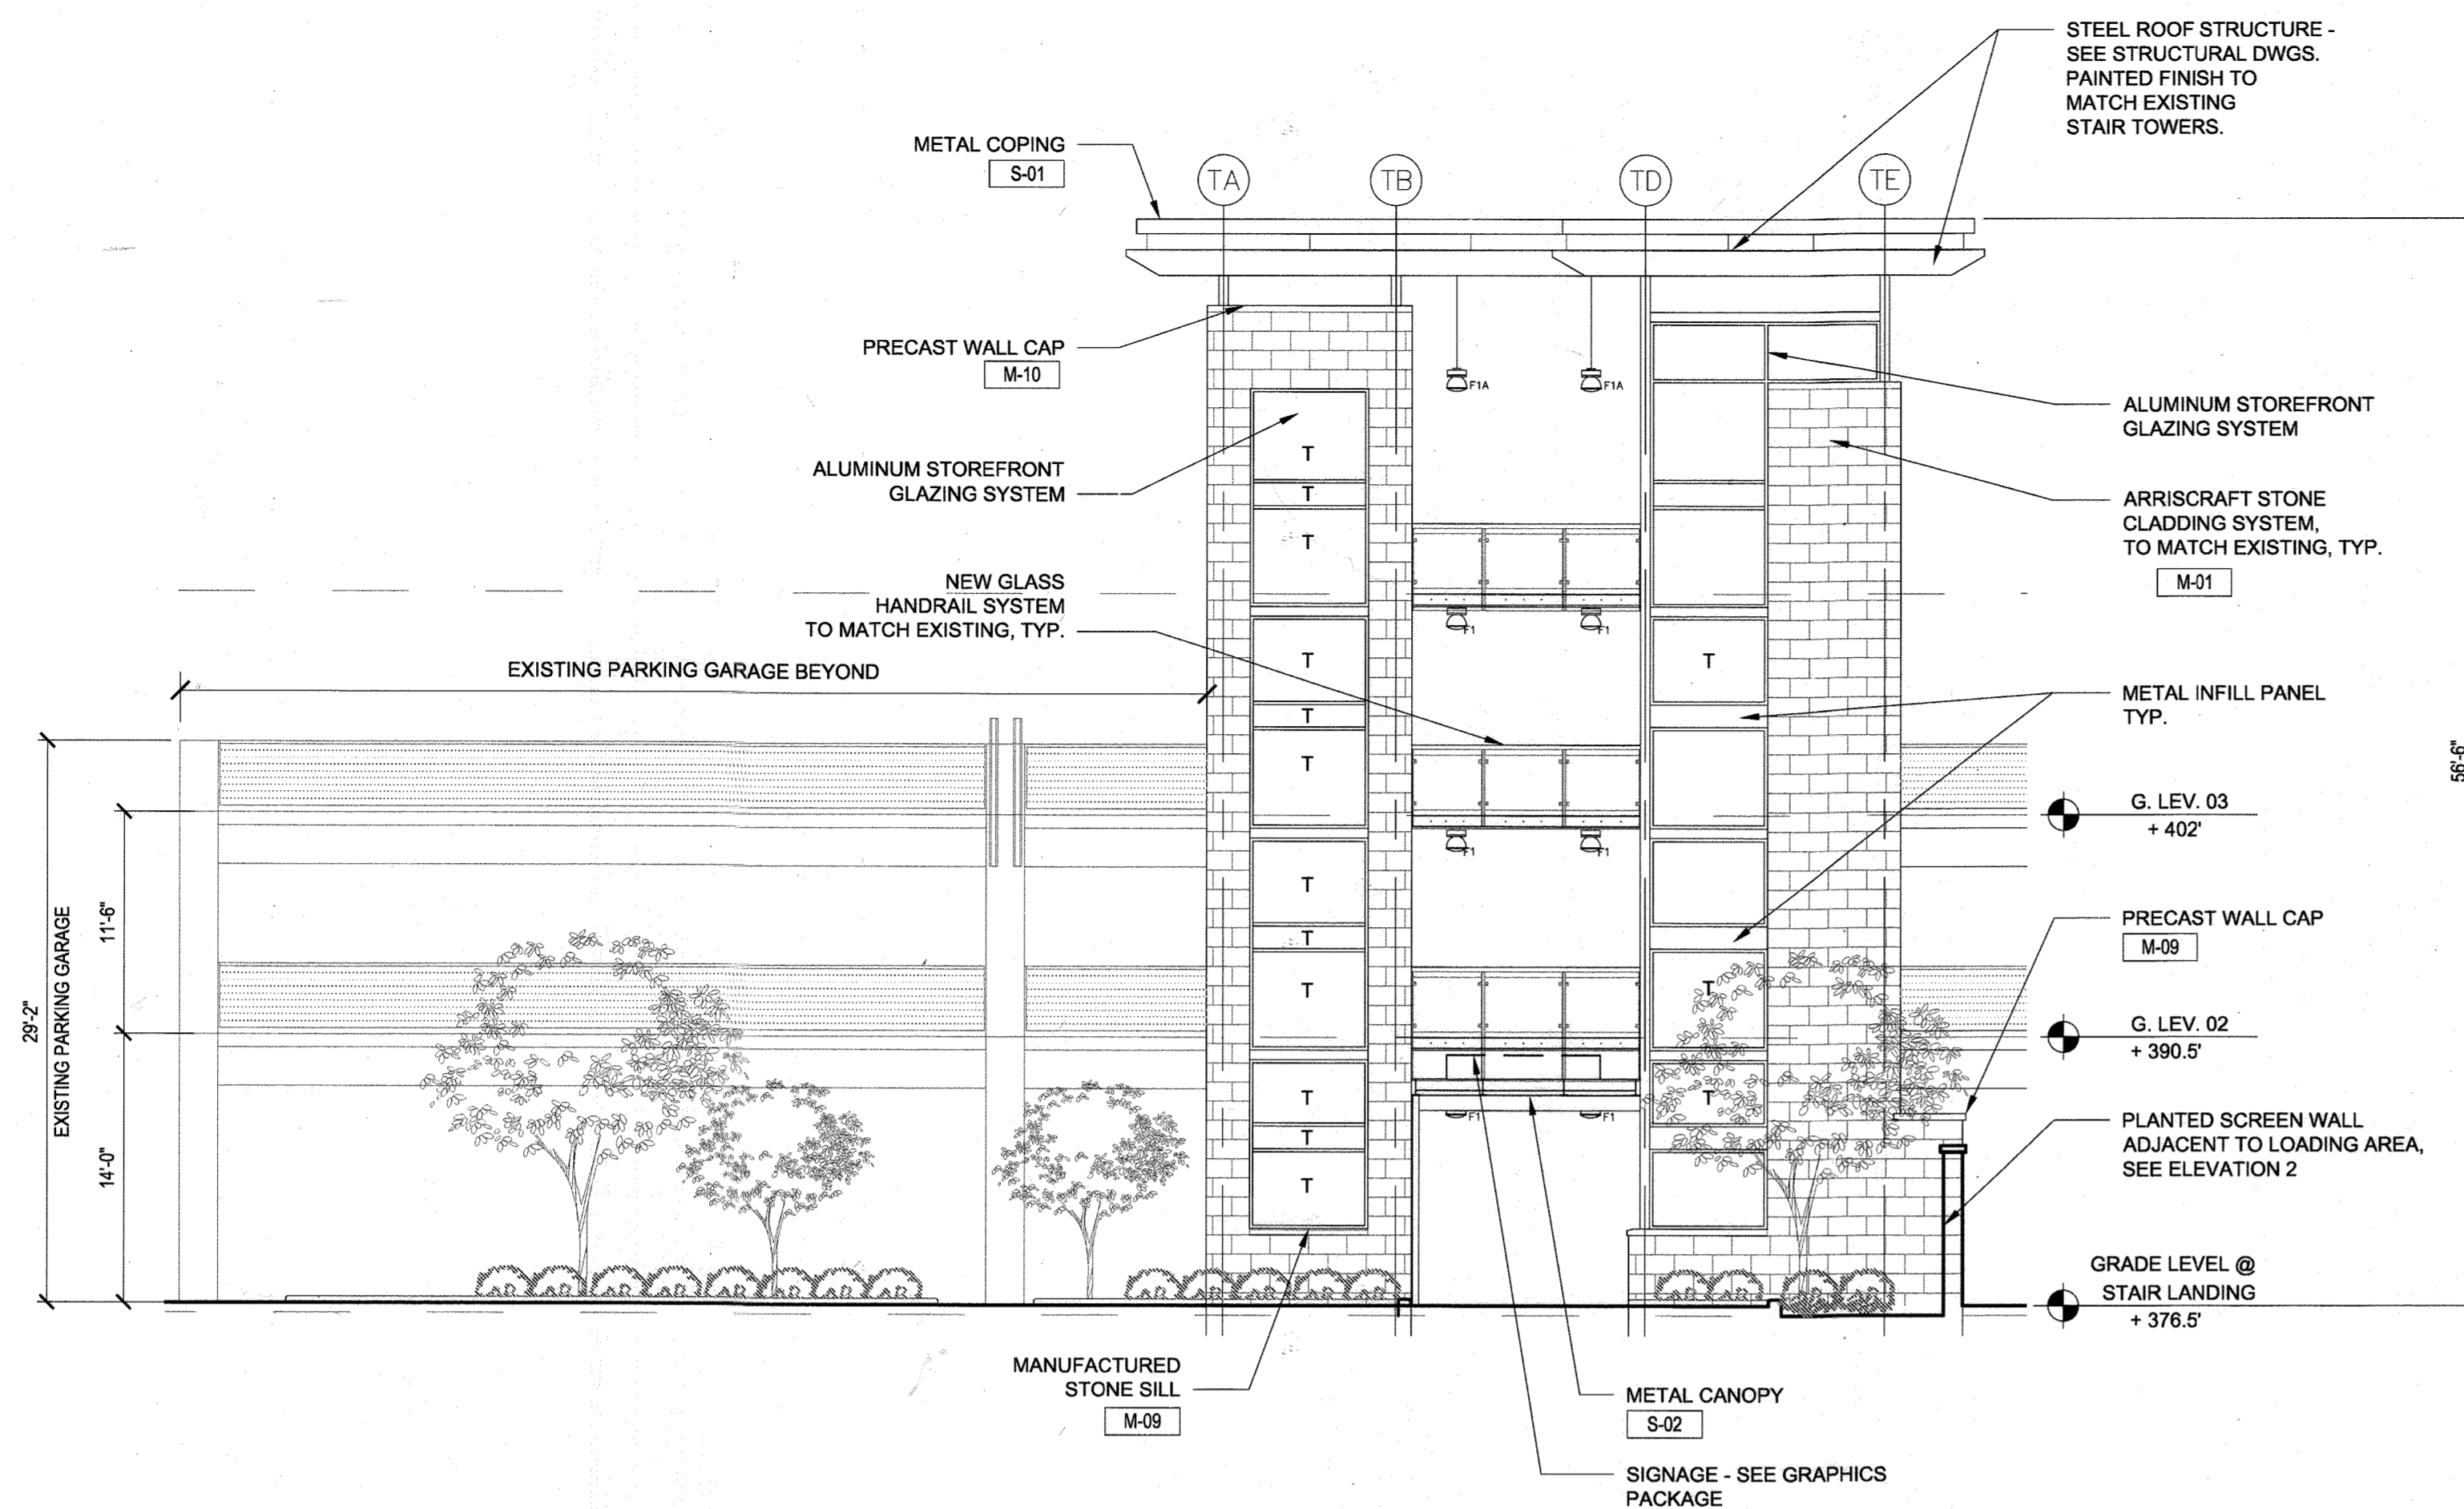 STEEL ROOF STRUCTURE -
SEE STRUCTURAL DWGS.
PAINTED FINISH TO
MATCH EXISTING
STAIR TOWERS.
METAL COPING
S-01
TA
TB
TD
TE
PRECAST WALL CAP
M-10
F1A
F1A
ALUMINUM STOREFRONT
GLAZING SYSTEM
ALUMINUM STOREFRONT
GLAZING SYSTEM
T
T
T
ARRISCRAFT STONE
CLADDING SYSTEM,
TO MATCH EXISTING, TYP.
M-01
NEW GLASS
HANDRAIL SYSTEM
TO MATCH EXISTING, TYP.
F1
F1
EXISTING PARKING GARAGE BEYOND
T
T
T
T
METAL INFILL PANEL
TYP.
56'-6"
G. LEV. 03
+ 402'
F1
F1
29'-2"
EXISTING PARKING GARAGE
11'-6"
14'-0"
T
T
T
T
PRECAST WALL CAP
M-09
G. LEV. 02
+ 390.5'
T
T
T
T
F1
F1
PLANTED SCREEN WALL
ADJACENT TO LOADING AREA,
SEE ELEVATION 2
GRADE LEVEL @
STAIR LANDING
+ 376.5'
MANUFACTURED
STONE SILL
M-09
METAL CANOPY
S-02
SIGNAGE - SEE GRAPHICS
PACKAGE